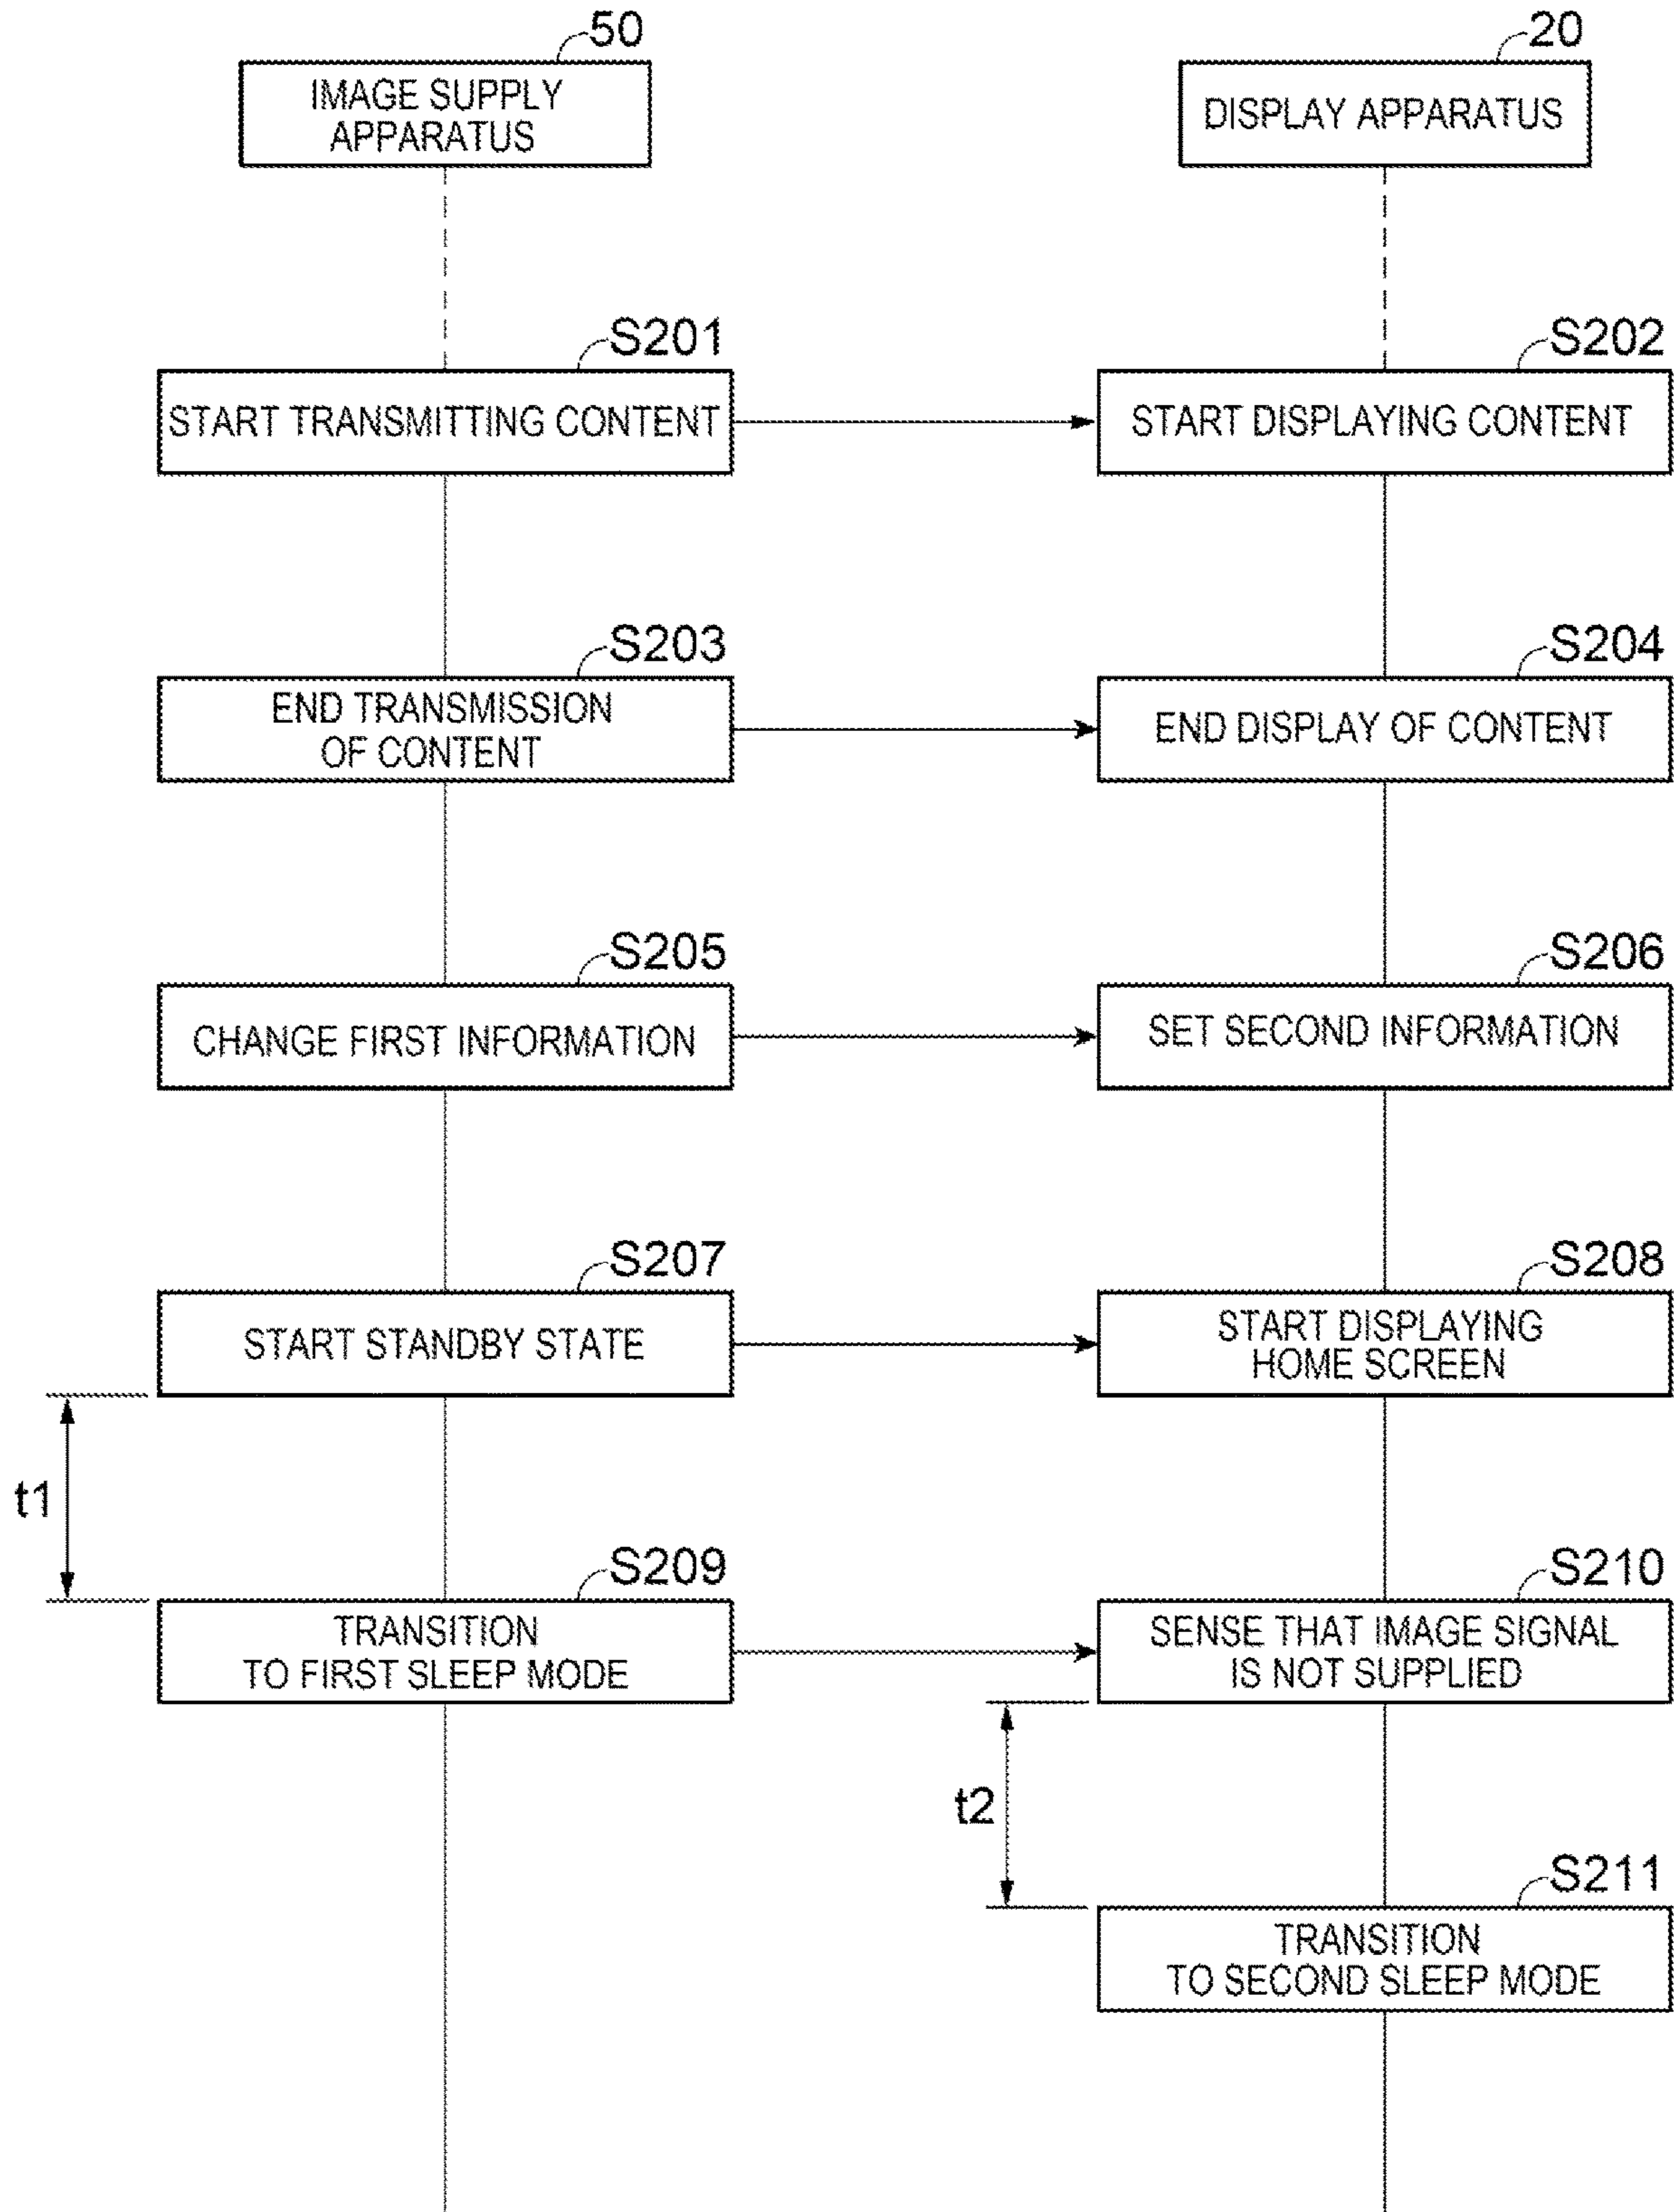 50
IMAGE SUPPLY
APPARATUS
20
DISPLAY APPARATUS
S201
START TRANSMITTING CONTENT
S202
START DISPLAYING CONTENT
S203
END TRANSMISSION
OF CONTENT
S204
END DISPLAY OF CONTENT
S205
CHANGE FIRST INFORMATION
S206
SET SECOND INFORMATION
S207
START STANDBY STATE
S208
START DISPLAYING
HOME SCREEN
t1
S209
TRANSITION
TO FIRST SLEEP MODE
S210
SENSE THAT IMAGE SIGNAL
IS NOT SUPPLIED
t2
S211
TRANSITION
TO SECOND SLEEP MODE